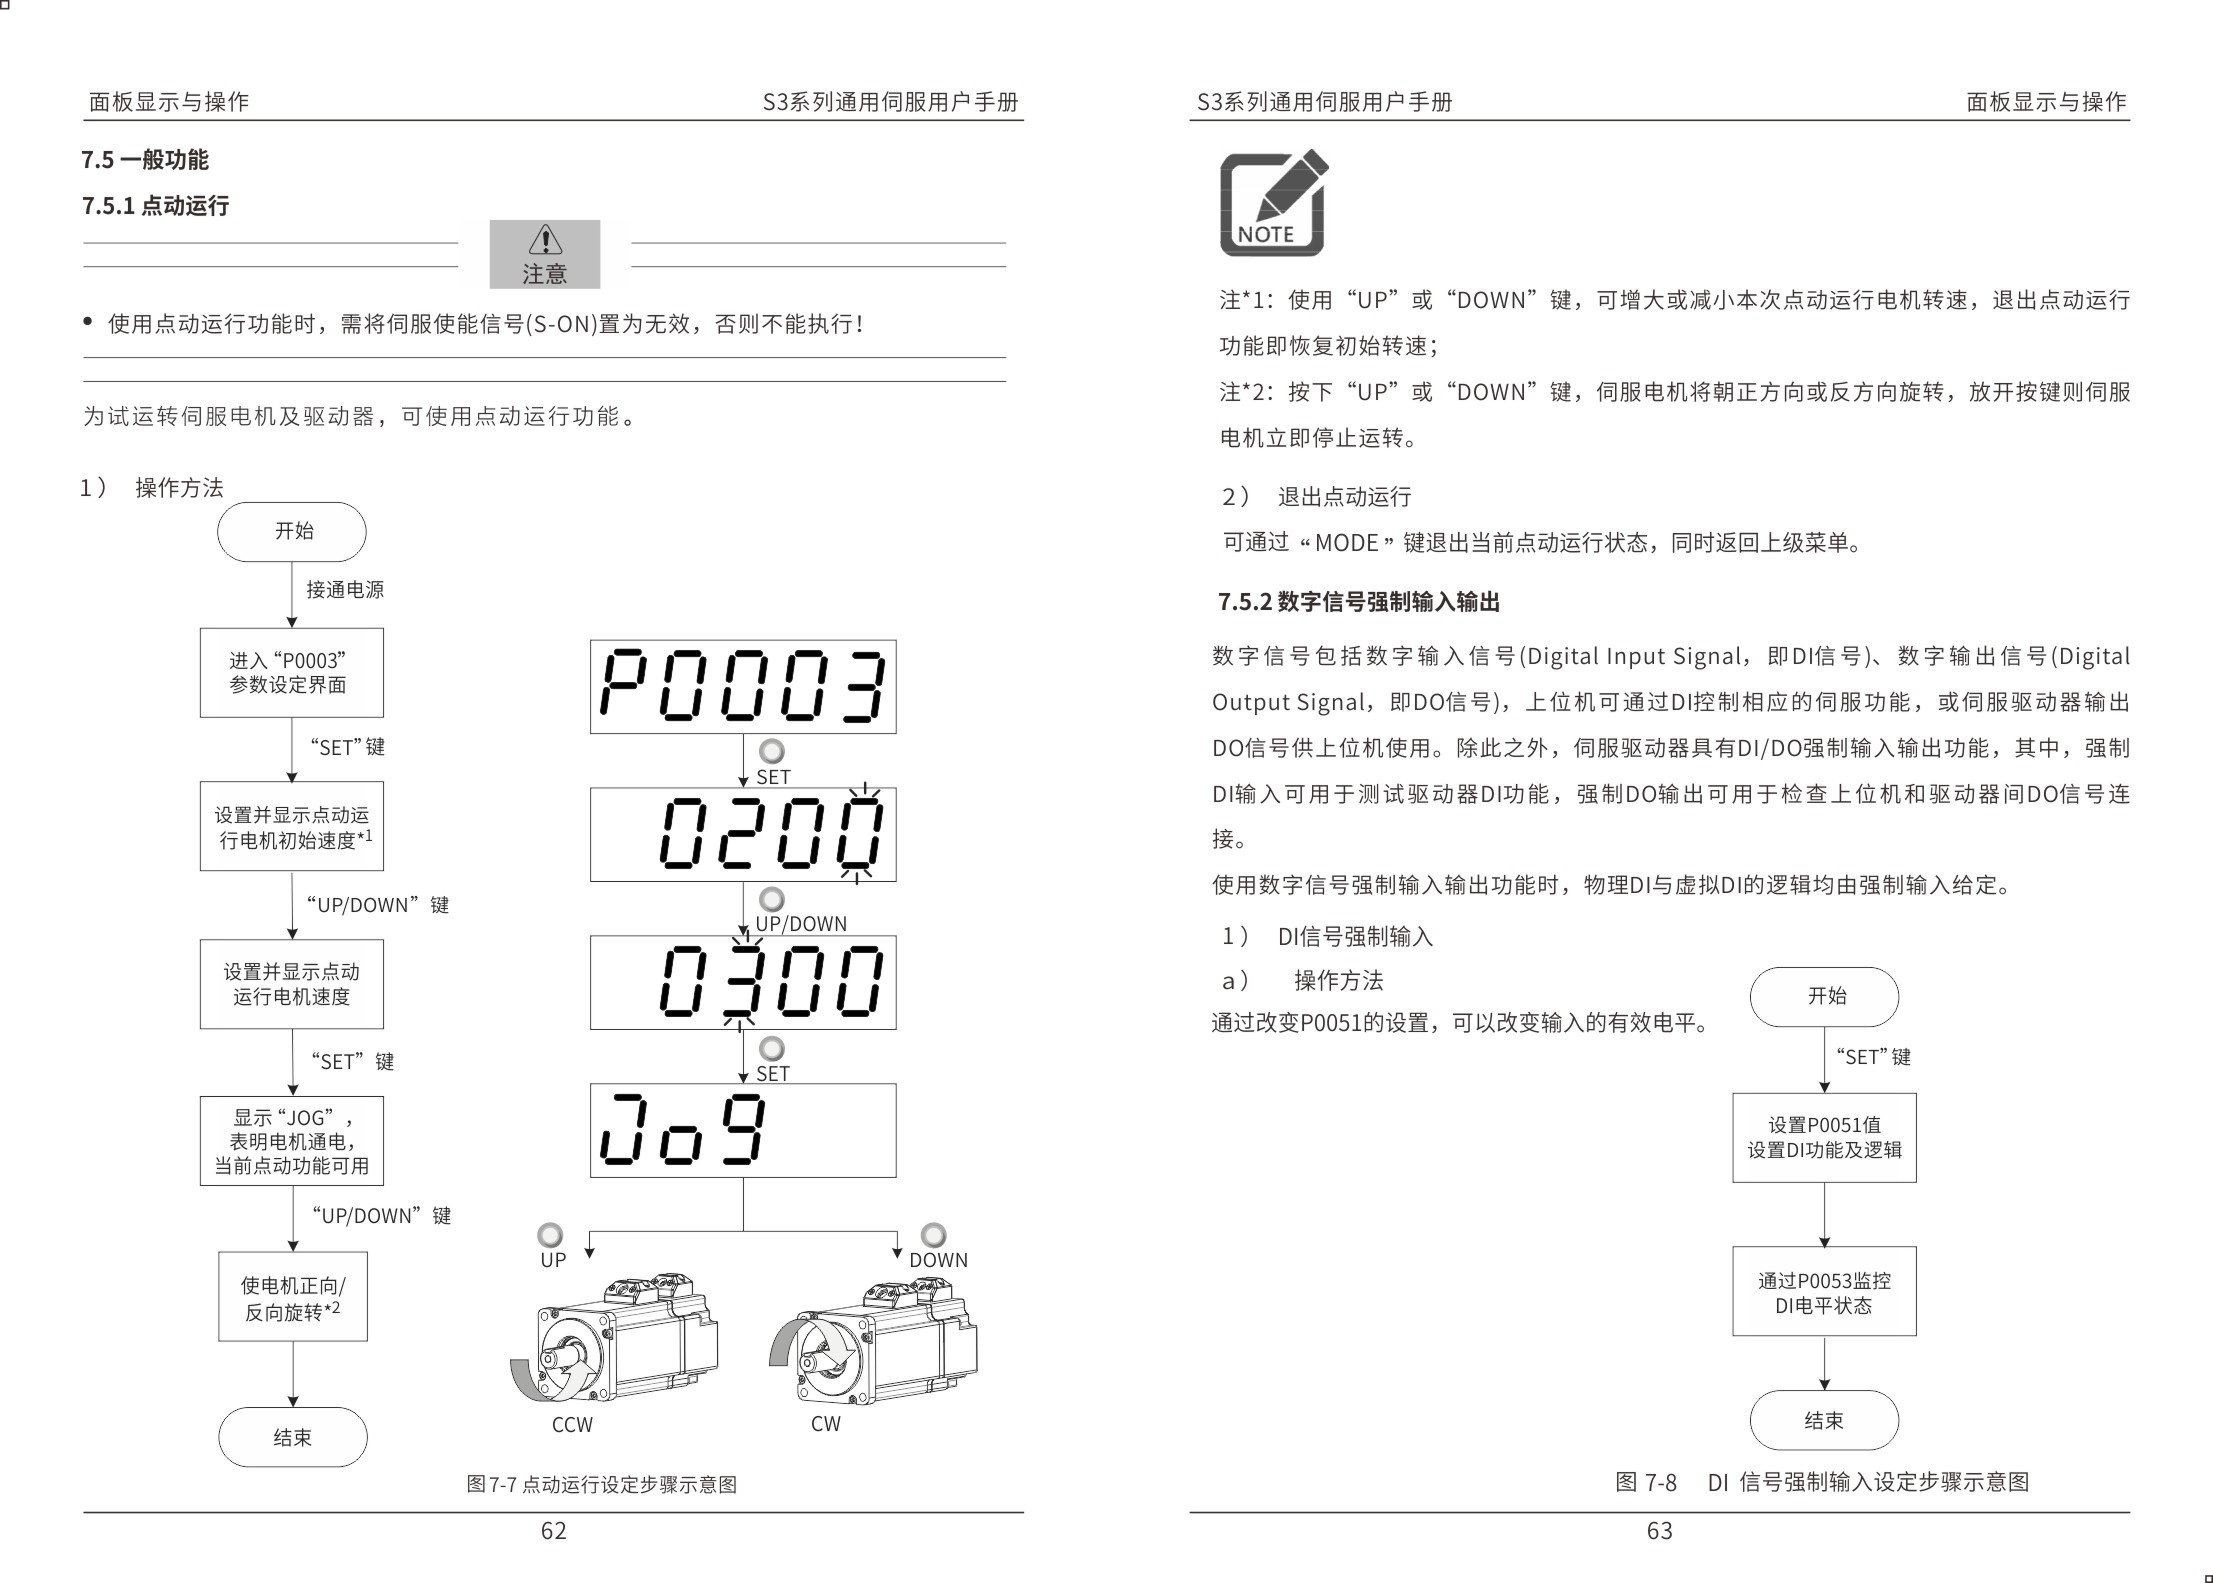 面板显示与操作
S3系列通用伺服用户手册
7.5 一般功能
7.5.1 点动运行
注意
● 使用点动运行功能时，需将伺服使能信号(S-ON)置为无效，否则不能执行！
为试运转伺服电机及驱动器，可使用点动运行功能。
1） 操作方法
开始
接通电源
进入“P0003”
参数设定界面
“SET”键
设置并显示点动运
行电机初始速度*1
“UP/DOWN”键
设置并显示点动
运行电机速度
“SET”键
显示“JOG”，
表明电机通电，
当前点动功能可用
“UP/DOWN”键
使电机正向/
反向旋转*2
结束
P0003
SET
0200
UP/DOWN
0300
SET
Jog
UP
DOWN
CCW
CW
图7-7 点动运行设定步骤示意图
62
S3系列通用伺服用户手册
面板显示与操作
NOTE
注*1：使用“UP”或“DOWN”键，可增大或减小本次点动运行电机转速，退出点动运行
功能即恢复初始转速；
注*2：按下“UP”或“DOWN”键，伺服电机将朝正方向或反方向旋转，放开按键则伺服
电机立即停止运转。
2） 退出点动运行
可通过“MODE”键退出当前点动运行状态，同时返回上级菜单。
7.5.2 数字信号强制输入输出
数字信号包括数字输入信号(Digital Input Signal，即DI信号)、数字输出信号(Digital
Output Signal，即DO信号)，上位机可通过DI控制相应的伺服功能，或伺服驱动器输出
DO信号供上位机使用。除此之外，伺服驱动器具有DI/DO强制输入输出功能，其中，强制
DI输入可用于测试驱动器DI功能，强制DO输出可用于检查上位机和驱动器间DO信号连
接。
使用数字信号强制输入输出功能时，物理DI与虚拟DI的逻辑均由强制输入给定。
1） DI信号强制输入
a） 操作方法
通过改变P0051的设置，可以改变输入的有效电平。
开始
“SET”键
设置P0051值
设置DI功能及逻辑
通过P0053监控
DI电平状态
结束
图 7-8 DI 信号强制输入设定步骤示意图
63